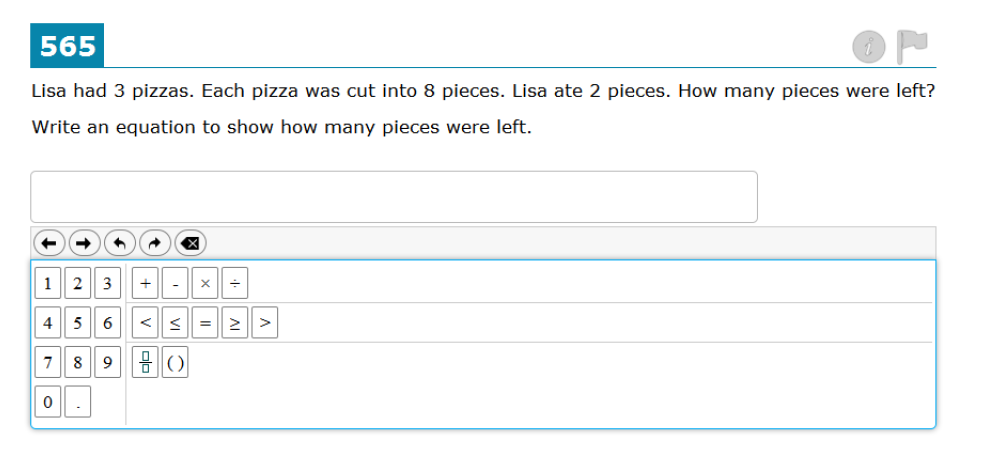 565
Lisa had 3 pizzas. Each pizza was cut into 8 pieces. Lisa ate 2 pieces. How many pieces were left?
Write an equation to show how many pieces were left.
1 2 3 + - × ÷
4 5 6 < ≤ = ≥ >
7 8 9 ()
0 .